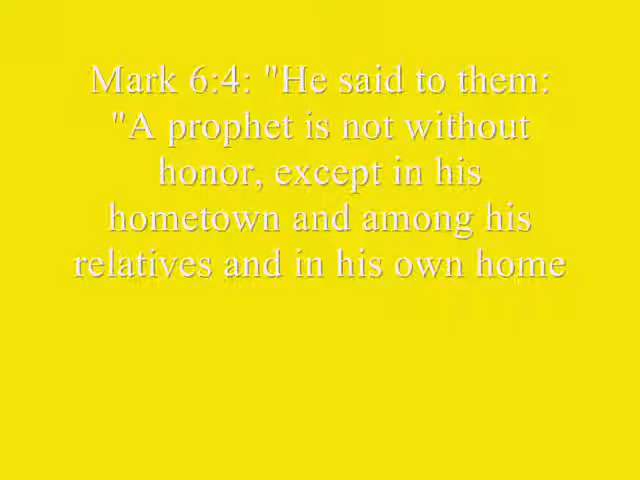 Mark 6:4: "He said to them:
"A prophet is not without
honor, except in his
hometown and among his
relatives and in his own home